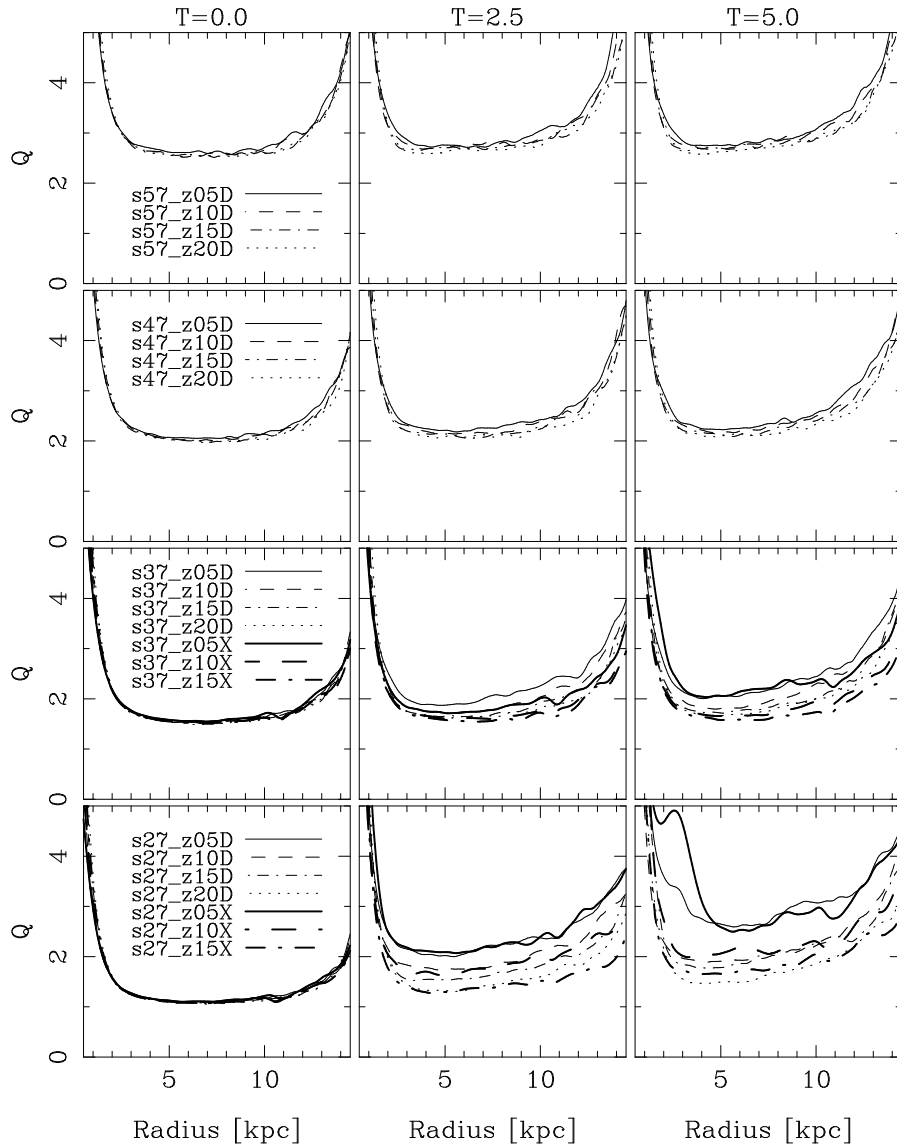 T=0.0 T=2.5 T=5.0
4
Q
2
s57_z05D
s57_z10D
s57_z15D
s57_z20D
0
4
s47_z05D
s47_z10D
s47_z15D
s47_z20D
Q
2
0
s37_z05D
s37_z10D
s37_z15D
s37_z20D
s37_z05X
s37_z10X
s37_z15X
4
Q
2
0
s27_z05D
s27_z10D
s27_z15D
s27_z20D
s27_z05X
s27_z10X
s27_z15X
4
Q
2
0
5 10 5 10 5 10
Radius [kpc] Radius [kpc] Radius [kpc]